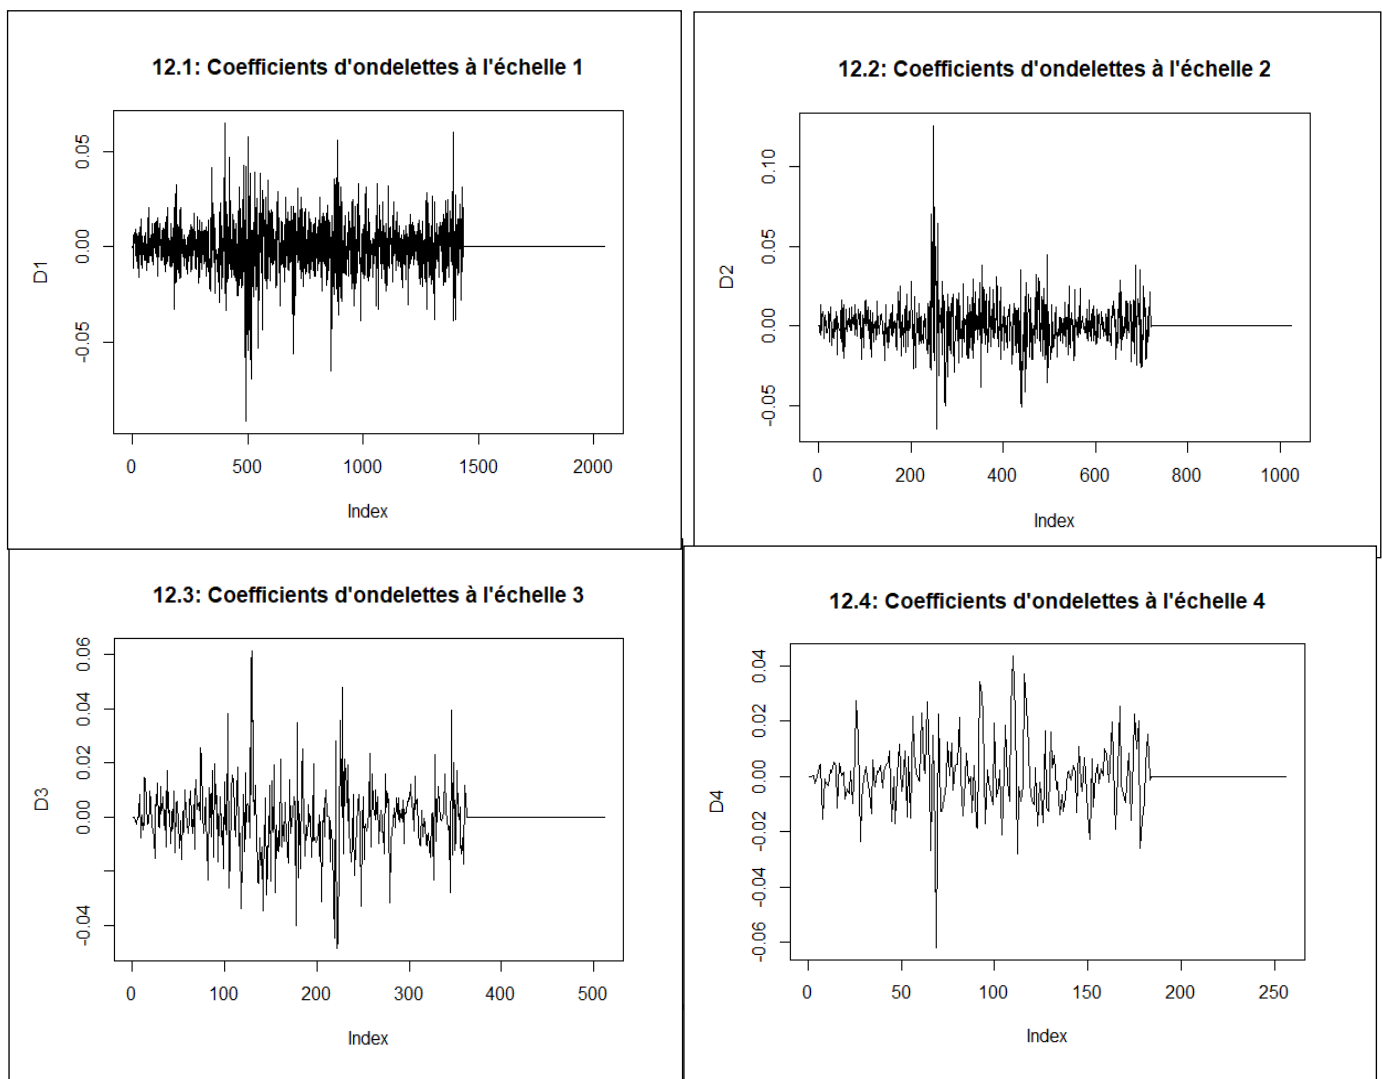 12.1: Coefficients d'ondelettes à l'échelle 1
0.05
0.00
-0.05
D1
0 500 1000 1500 2000
Index
12.2: Coefficients d'ondelettes à l'échelle 2
0.10
0.05
0.00
-0.05
D2
0 200 400 600 800 1000
Index
12.3: Coefficients d'ondelettes à l'échelle 3
0.06
0.04
0.02
0.00
-0.04
D3
0 100 200 300 400 500
Index
12.4: Coefficients d'ondelettes à l'échelle 4
0.04
0.02
0.00
-0.02
-0.04
-0.06
D4
0 50 100 150 200 250
Index